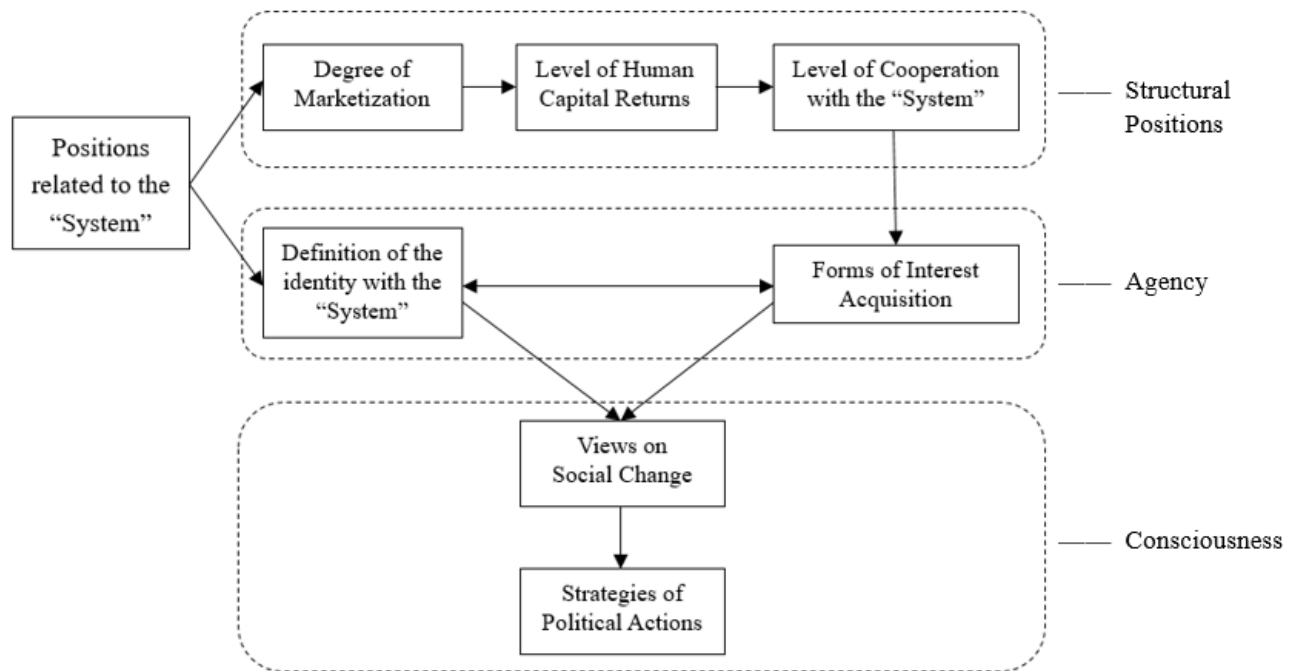 Degree of
Marketization
Level of Human
Capital Returns
Level of Cooperation
with the “System”
Structural
Positions
Positions
related to the
“System”
Definition of the
identity with the
“System”
Forms of Interest
Acquisition
Agency
Views on
Social Change
Consciousness
Strategies of
Political Actions